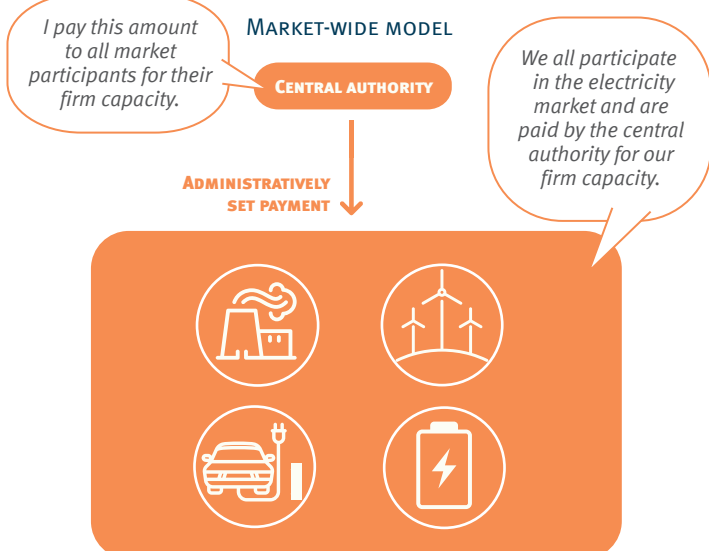 I pay this amount
to all market
participants for their
firm capacity.
MARKET-WIDE MODEL
CENTRAL AUTHORITY
We all participate
in the electricity
market and are
paid by the central
authority for our
firm capacity.
ADMINISTRATIVELY
SET PAYMENT